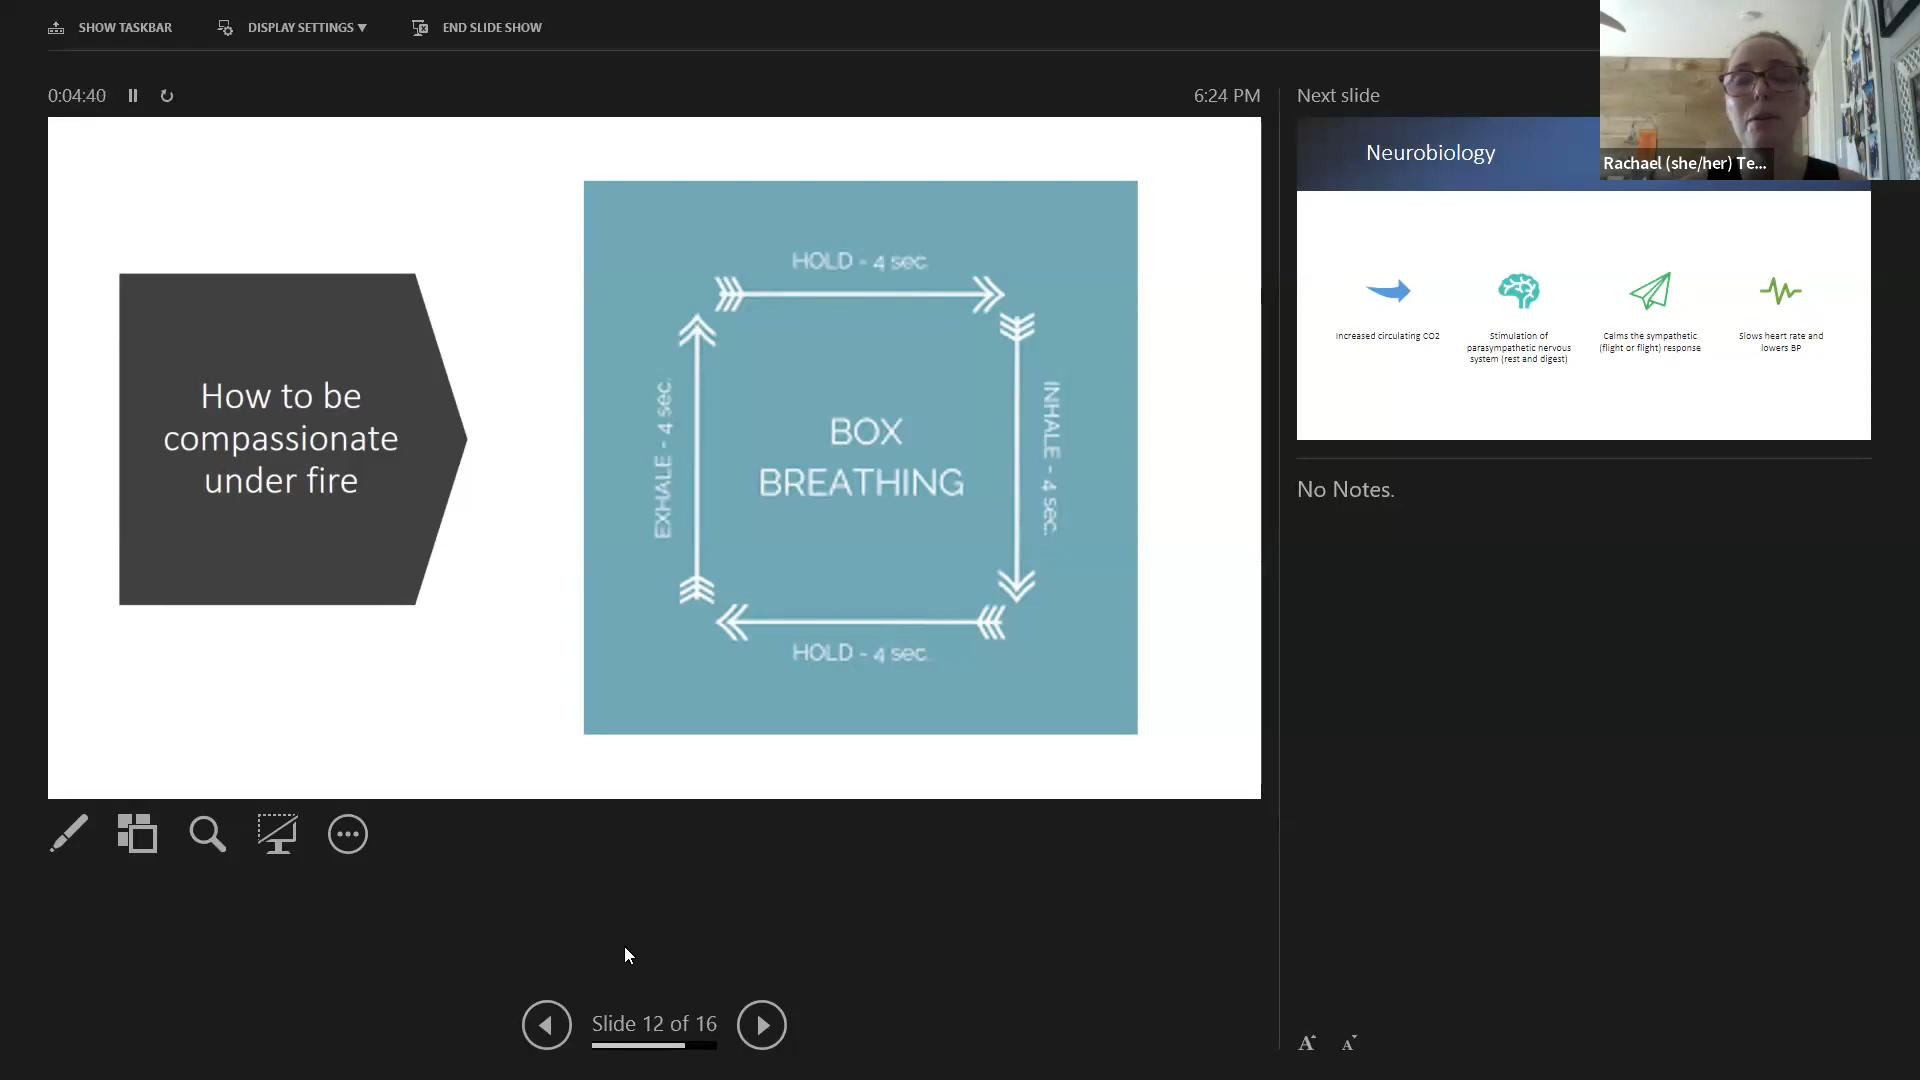 SHOW TASKBAR
DISPLAY SETTINGS ▼
END SLIDE SHOW
0:04:40
6:24 PM
Next slide
How to be
compassionate
under fire
HOLD - 4 sec.
EXHALE - 4 sec.
BOX
BREATHING
INHALE - 4 sec.
HOLD - 4 sec.
Slide 12 of 16
Rachael (she/her) Te...
Neurobiology
Increased circulating CO2
Stimulation of
parasympathetic nervous
system (rest and digest)
Calms the sympathetic
(flight or flight) response
Slows heart rate and
lowers BP
No Notes.
A A